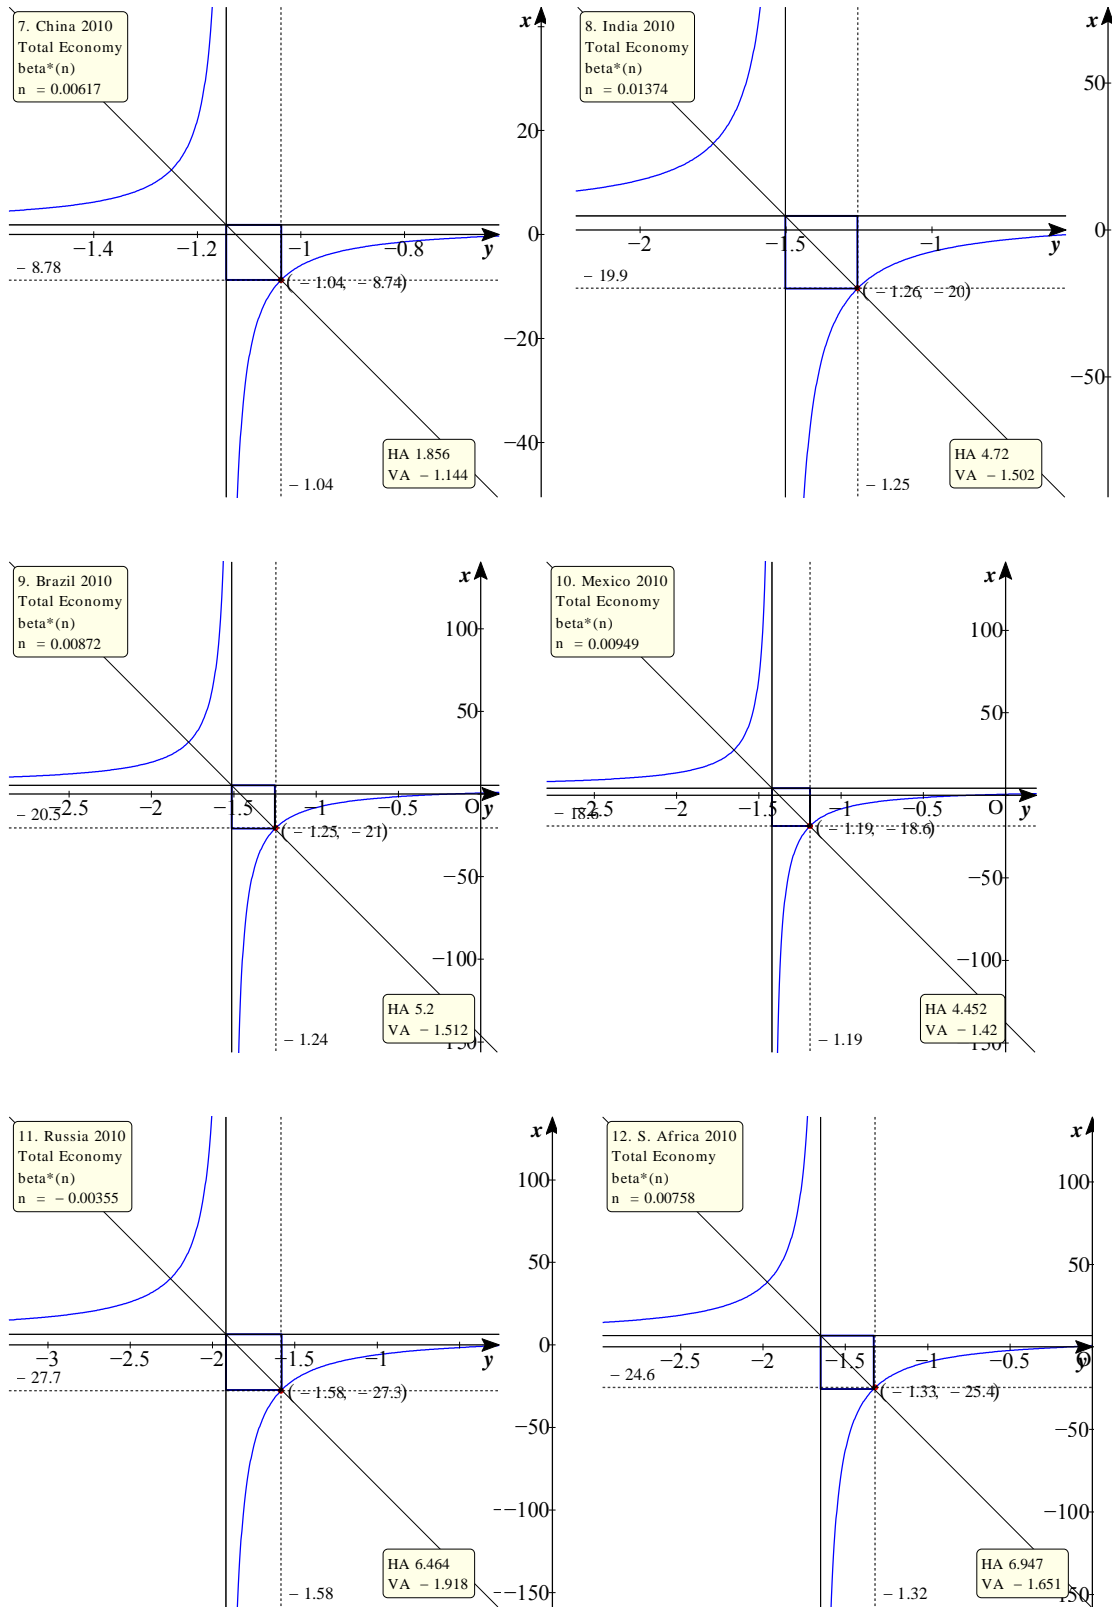 7. China 2010
Total Economy
beta*(n)
n = 0.00617
x
20
0
−20
−40
−1.4
−1.2
−1
−0.8
y
− 8.78
( − 1.04, − 8.74)
HA 1.856
VA − 1.144
− 1.04
8. India 2010
Total Economy
beta*(n)
n = 0.01374
x
50
0
−50
−2
−1.5
−1
y
− 19.9
( − 1.26, − 20)
HA 4.72
VA − 1.502
− 1.25
9. Brazil 2010
Total Economy
beta*(n)
n = 0.00872
x
100
50
O
−50
−100
−2.5
−2
−1.5
−1
−0.5
y
− 20.5
( − 1.25, − 21)
HA 5.2
VA − 1.512
− 1.24
10. Mexico 2010
Total Economy
beta*(n)
n = 0.00949
x
100
50
O
−50
−100
−2.5
−2
−1.5
−1
−0.5
y
− 18.6
( − 1.19, − 18.6)
HA 4.452
VA − 1.42
− 1.19
11. Russia 2010
Total Economy
beta*(n)
n = − 0.00355
x
100
50
0
−50
−100
−150
−3
−2.5
−2
−1.5
−1
y
− 27.7
( − 1.58, − 27.3)
HA 6.464
VA − 1.918
− 1.58
12. S. Africa 2010
Total Economy
beta*(n)
n = 0.00758
x
100
50
O
−50
−100
−2.5
−2
−1.5
−1
−0.5
y
− 24.6
( − 1.33, − 25.4)
HA 6.947
VA − 1.651
− 1.32